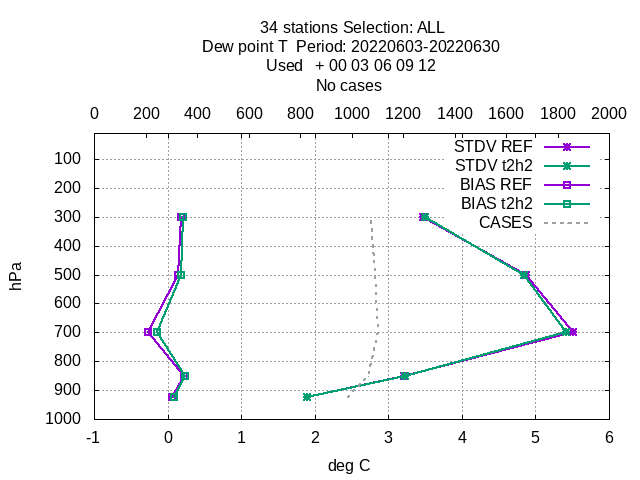 34 stations Selection: ALL
Dew point T  Period: 20220603-20220630
Used   + 00 03 06 09 12
No cases
0 200 400 600 800 1000 1200 1400 1600 1800 2000
STDV REF
STDV t2h2
BIAS REF
BIAS t2h2
CASES
100
200
300
400
500
600
700
800
900
1000
hPa
-1 0 1 2 3 4 5 6
deg C